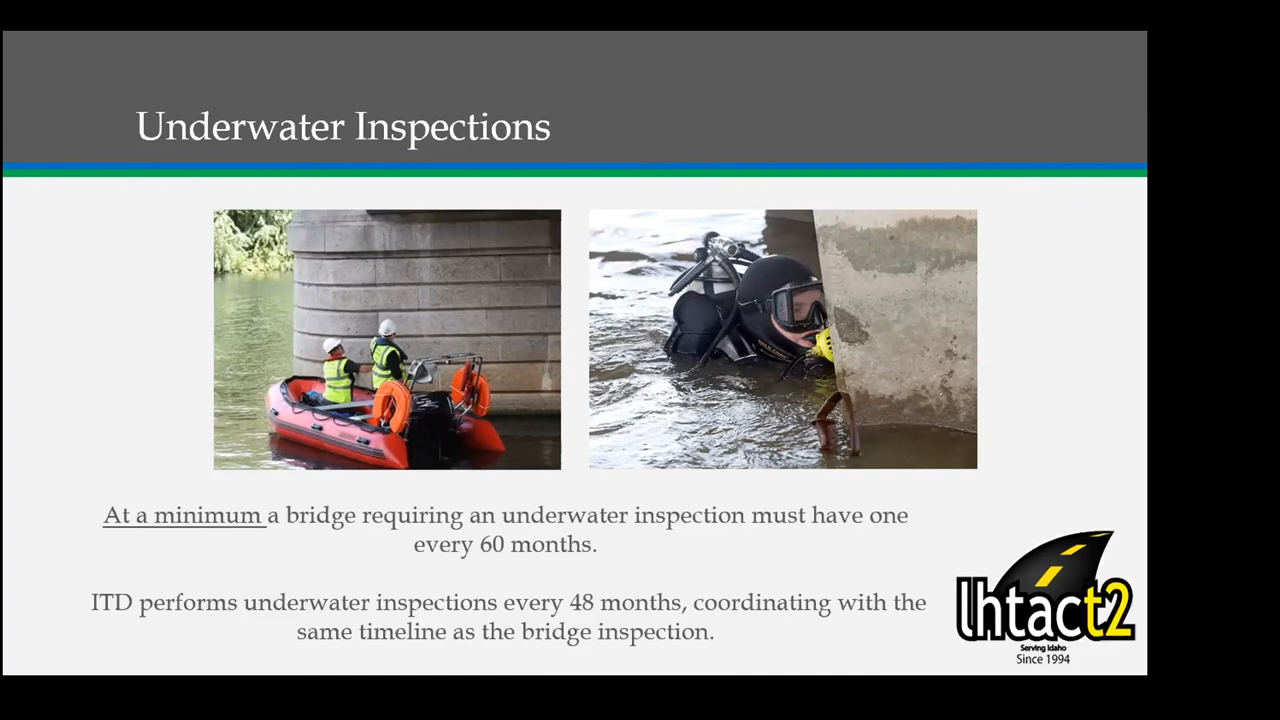 Underwater Inspections
At a minimum a bridge requiring an underwater inspection must have one
every 60 months.
ITD performs underwater inspections every 48 months, coordinating with the
same timeline as the bridge inspection.
lhtact2
Serving Idaho
Since 1994